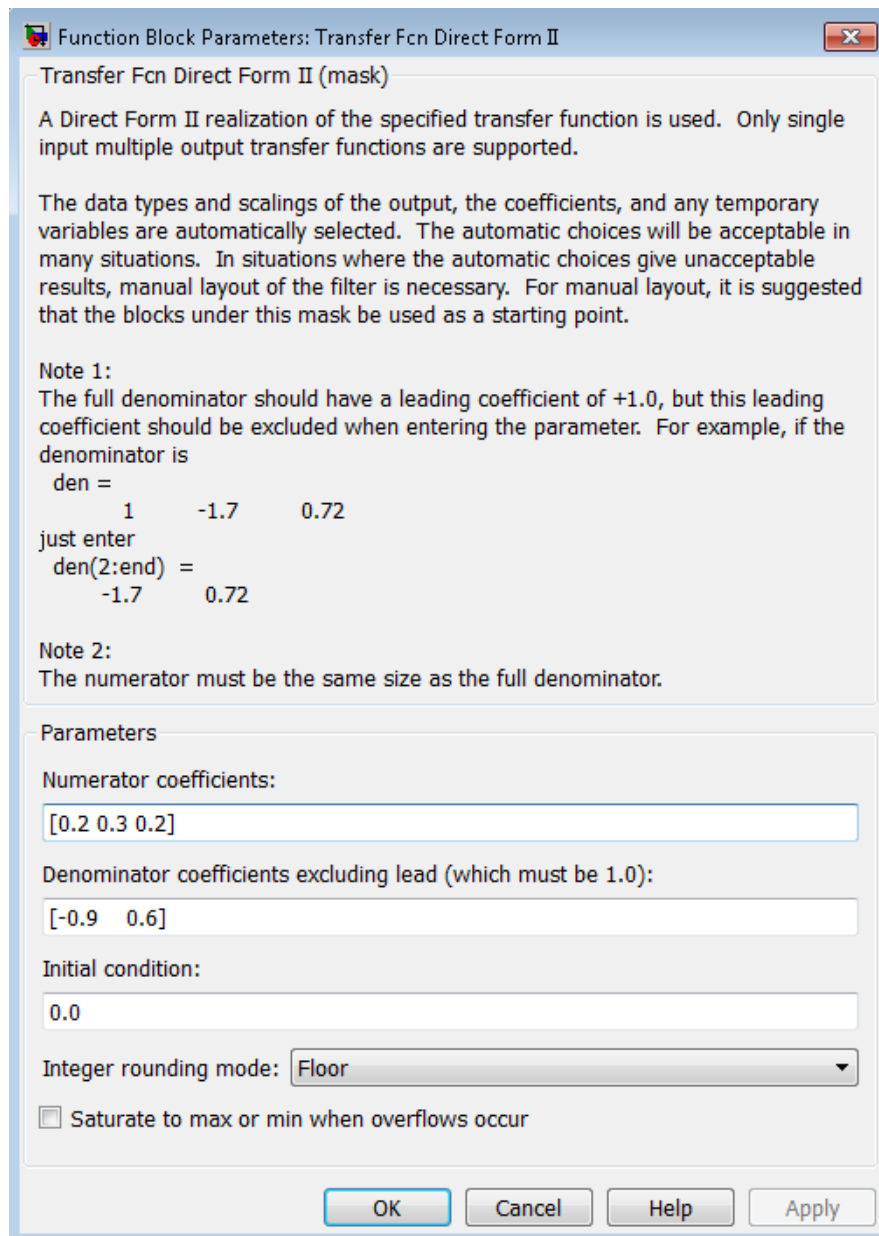 Function Block Parameters: Transfer Fcn Direct Form II
Transfer Fcn Direct Form II (mask)
A Direct Form II realization of the specified transfer function is used.  Only single
input multiple output transfer functions are supported.
The data types and scalings of the output, the coefficients, and any temporary
variables are automatically selected.  The automatic choices will be acceptable in
many situations.  In situations where the automatic choices give unacceptable
results, manual layout of the filter is necessary.  For manual layout, it is suggested
that the blocks under this mask be used as a starting point.
Note 1:
The full denominator should have a leading coefficient of +1.0, but this leading
coefficient should be excluded when entering the parameter.  For example, if the
denominator is
den =
1 -1.7 0.72
just enter
den(2:end)  =
-1.7 0.72
Note 2:
The numerator must be the same size as the full denominator.
Parameters
Numerator coefficients:
[0.2 0.3 0.2]
Denominator coefficients excluding lead (which must be 1.0):
[-0.9 0.6]
Initial condition:
0.0
Integer rounding mode: Floor
Saturate to max or min when overflows occur
OK Cancel Help Apply